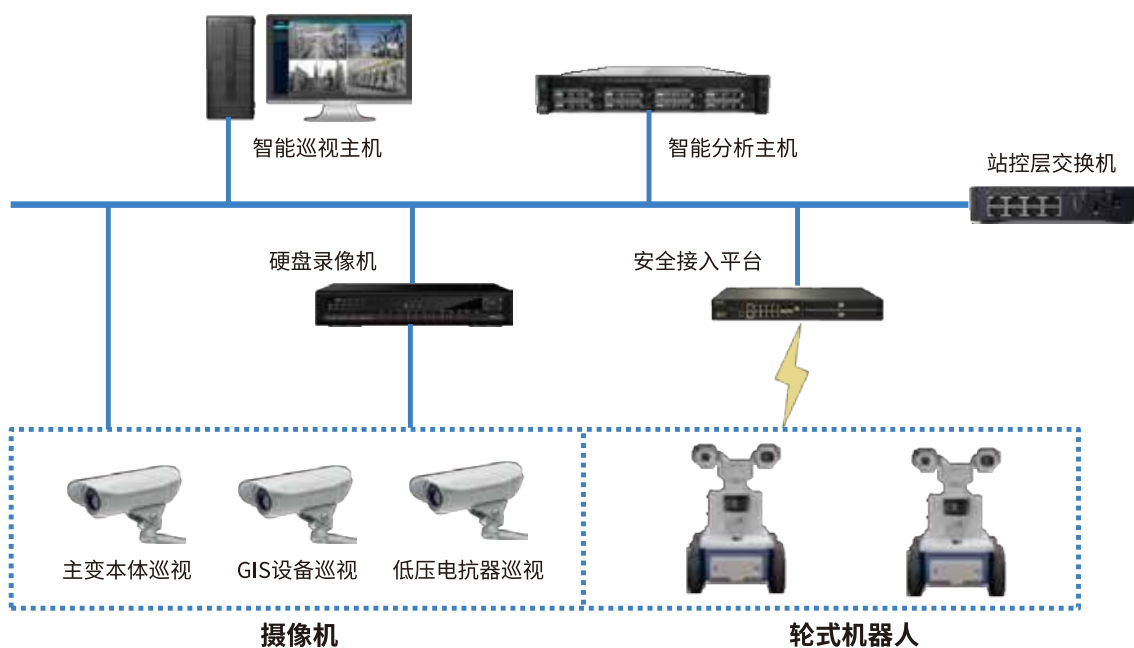 智能巡视主机
智能分析主机
站控层交换机
硬盘录像机
安全接入平台
主变本体巡视
GIS设备巡视
低压电抗器巡视
摄像机
轮式机器人